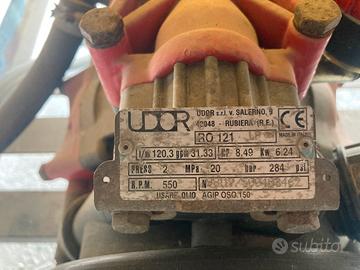 UDOR
UDOR s.r.l. v. SALERNO, 9
42048 - RUBIERA (R.E.)
CE
MADE IN ITALY
RO 121
l/m 120,3 gpm 31.33 HP 8,49 Kw 6.24
PRESS 2 MPA 20 bar 284 psi
R.P.M. 550 N
USARE OLIO AGIP OSO 150
subito